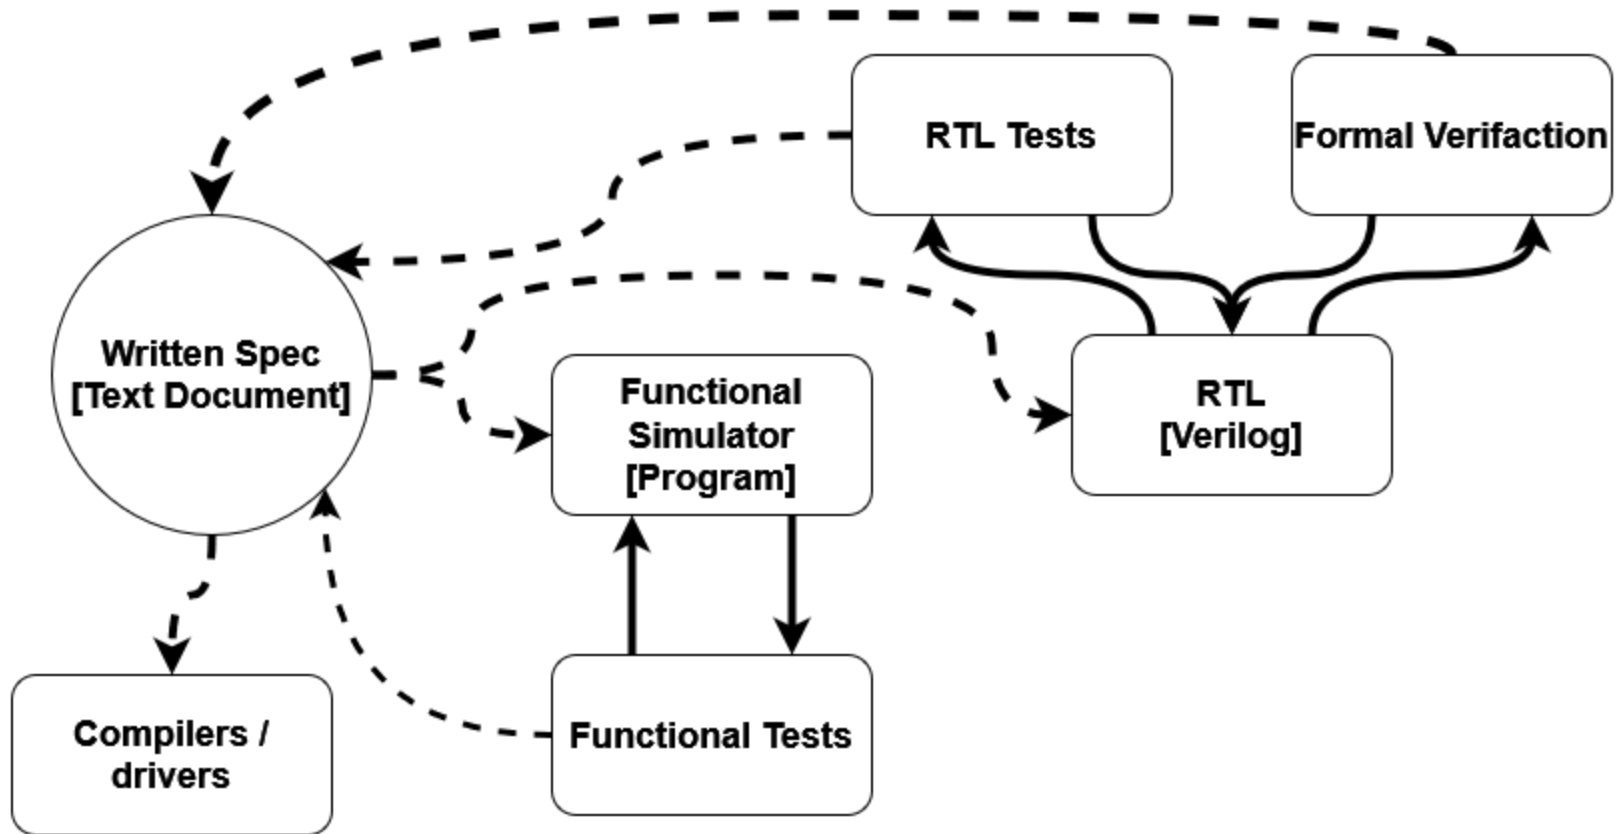 RTL Tests
Formal Verifaction
Written Spec
[Text Document]
Functional
Simulator
[Program]
RTL
[Verilog]
Compilers /
drivers
Functional Tests